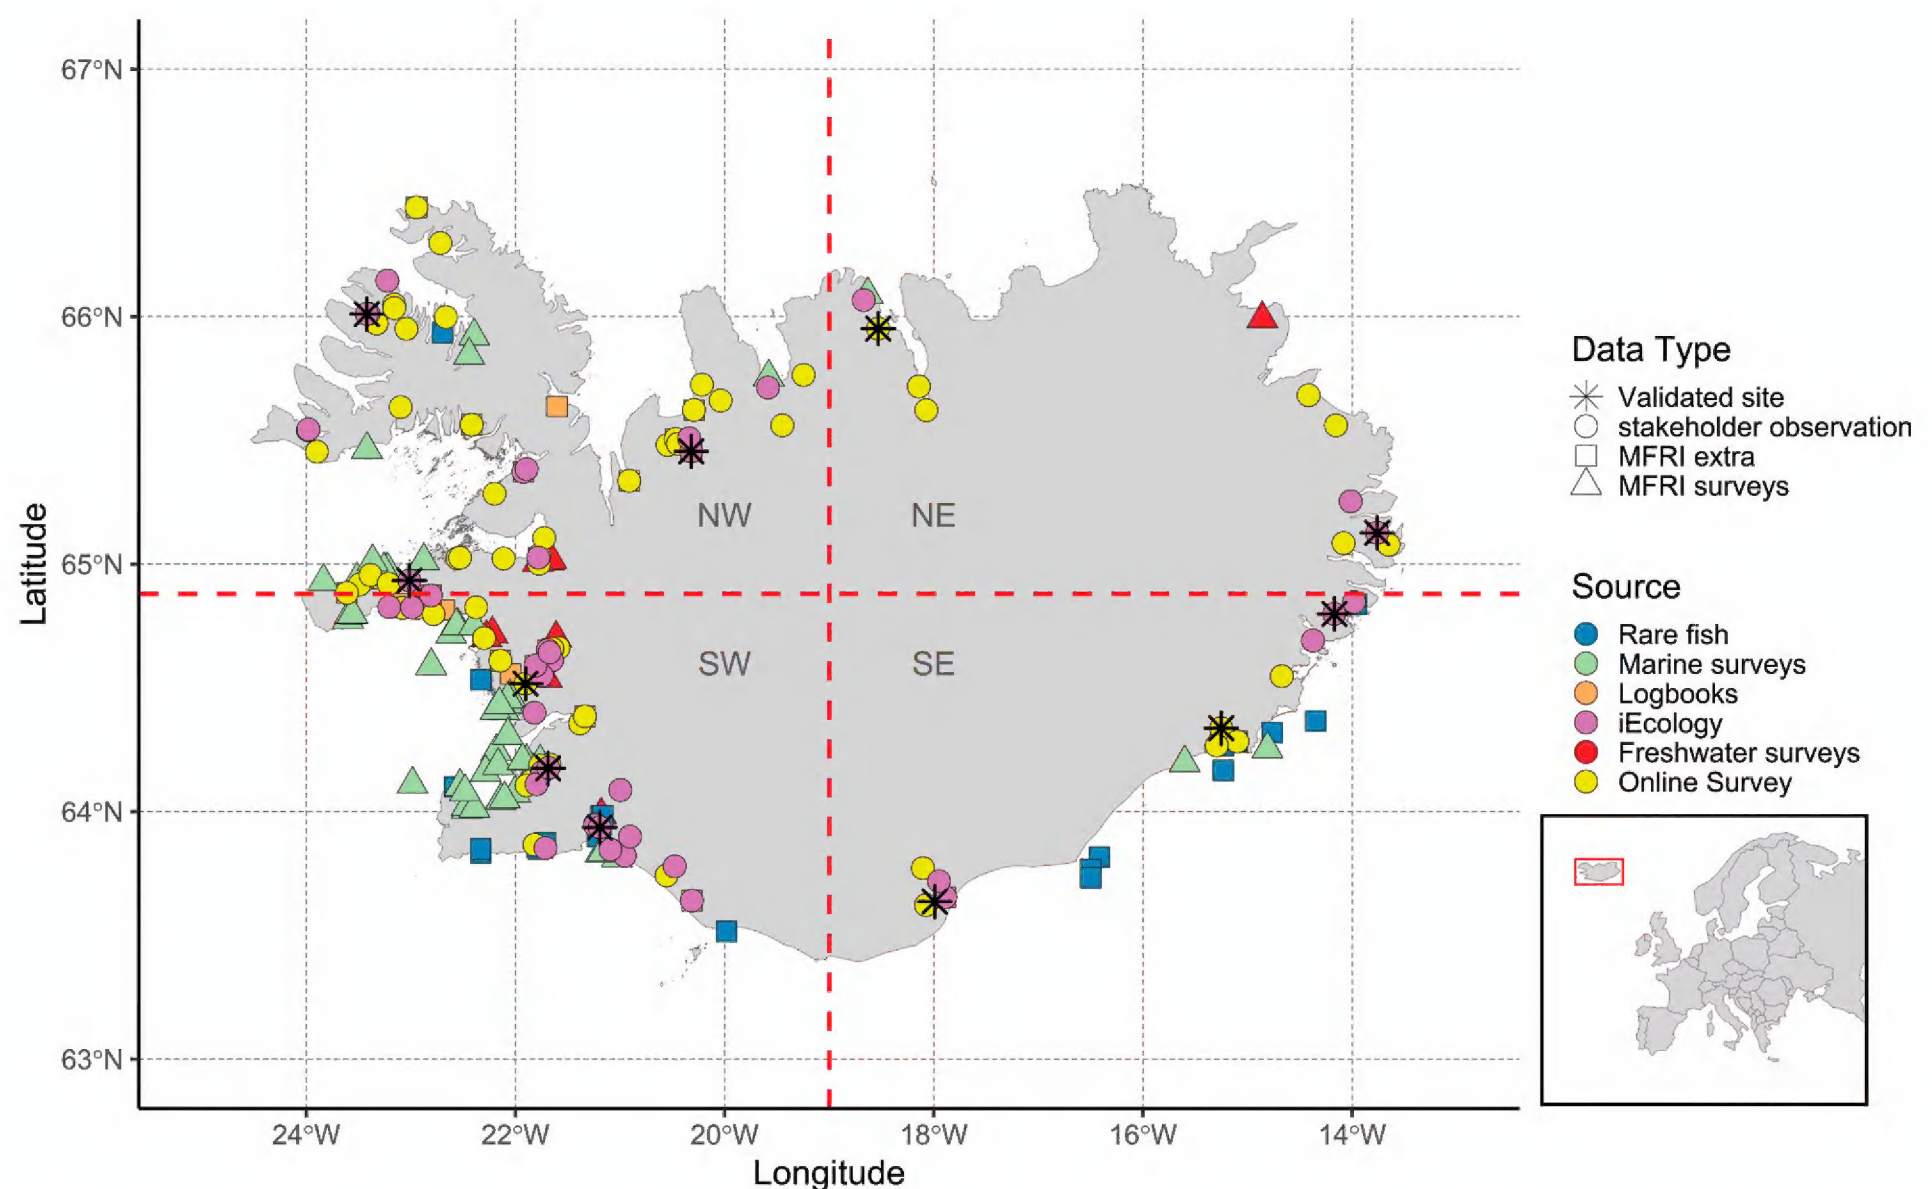 67°N
66°N
65°N
64°N
63°N
Latitude
NW
NE
SW
SE
24°W
22°W
20°W
18°W
16°W
14°W
Longitude
Data Type
Validated site
stakeholder observation
MFRI extra
MFRI surveys
Source
Rare fish
Marine surveys
Logbooks
iEcology
Freshwater surveys
Online Survey